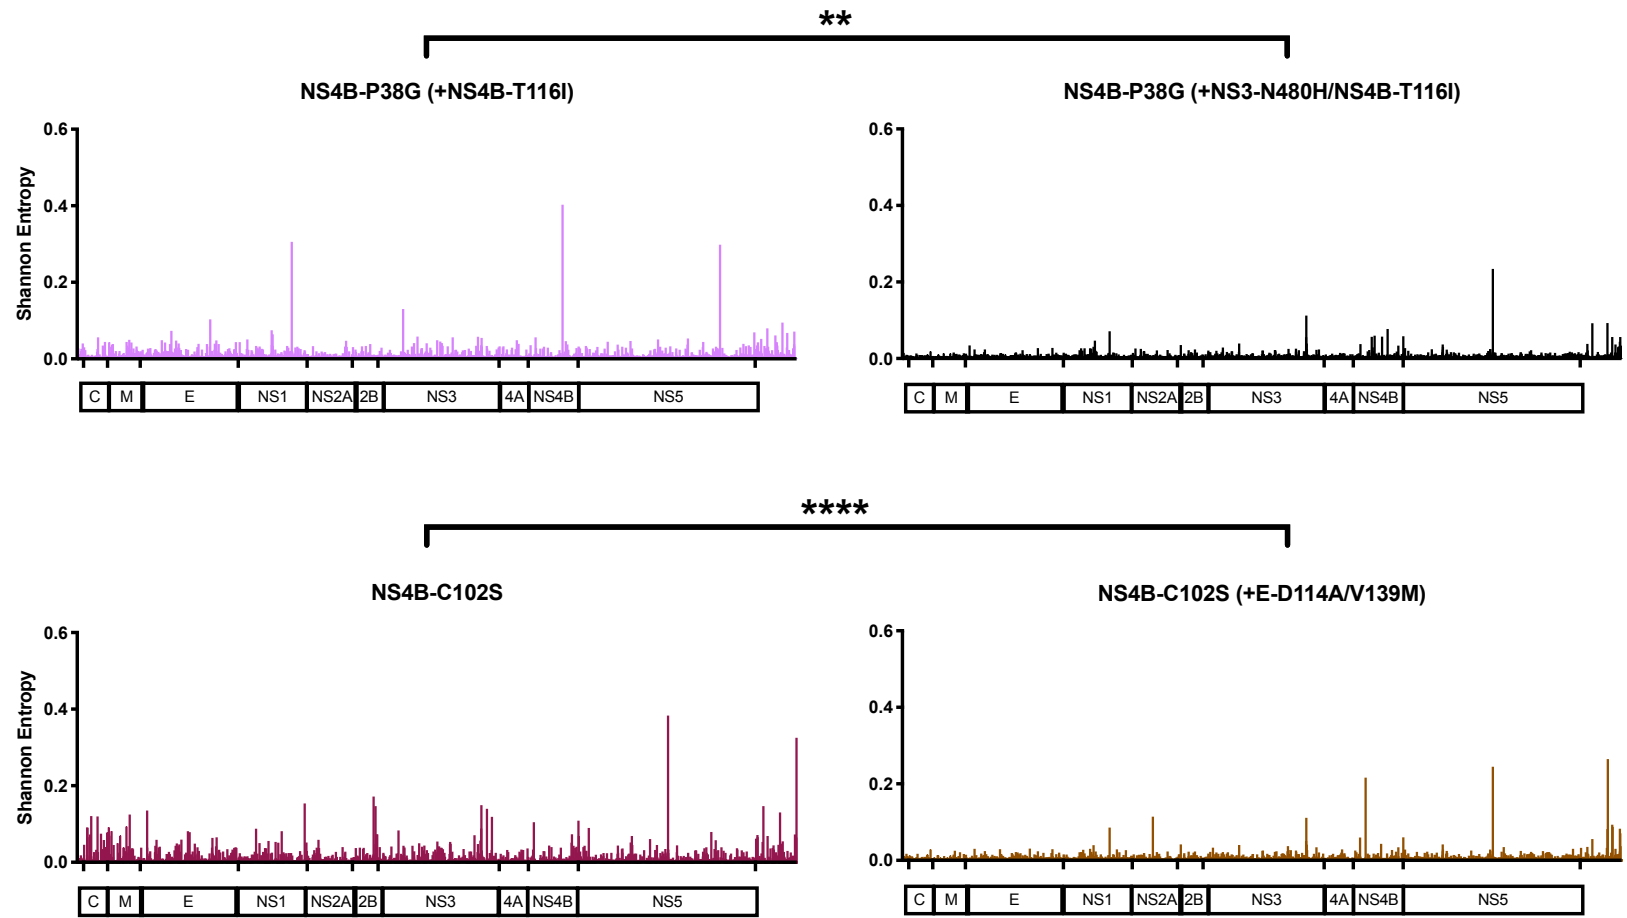 **
NS4B-P38G (+NS4B-T116I)
NS4B-P38G (+NS3-N480H/NS4B-T116I)
Shannon Entropy
0.6
0.4
0.2
0.0
C M E NS1 NS2A 2B NS3 4A NS4B NS5
0.6
0.4
0.2
0.0
C M E NS1 NS2A 2B NS3 4A NS4B NS5
****
NS4B-C102S
NS4B-C102S (+E-D114A/V139M)
Shannon Entropy
0.6
0.4
0.2
0.0
C M E NS1 NS2A 2B NS3 4A NS4B NS5
0.6
0.4
0.2
0.0
C M E NS1 NS2A 2B NS3 4A NS4B NS5